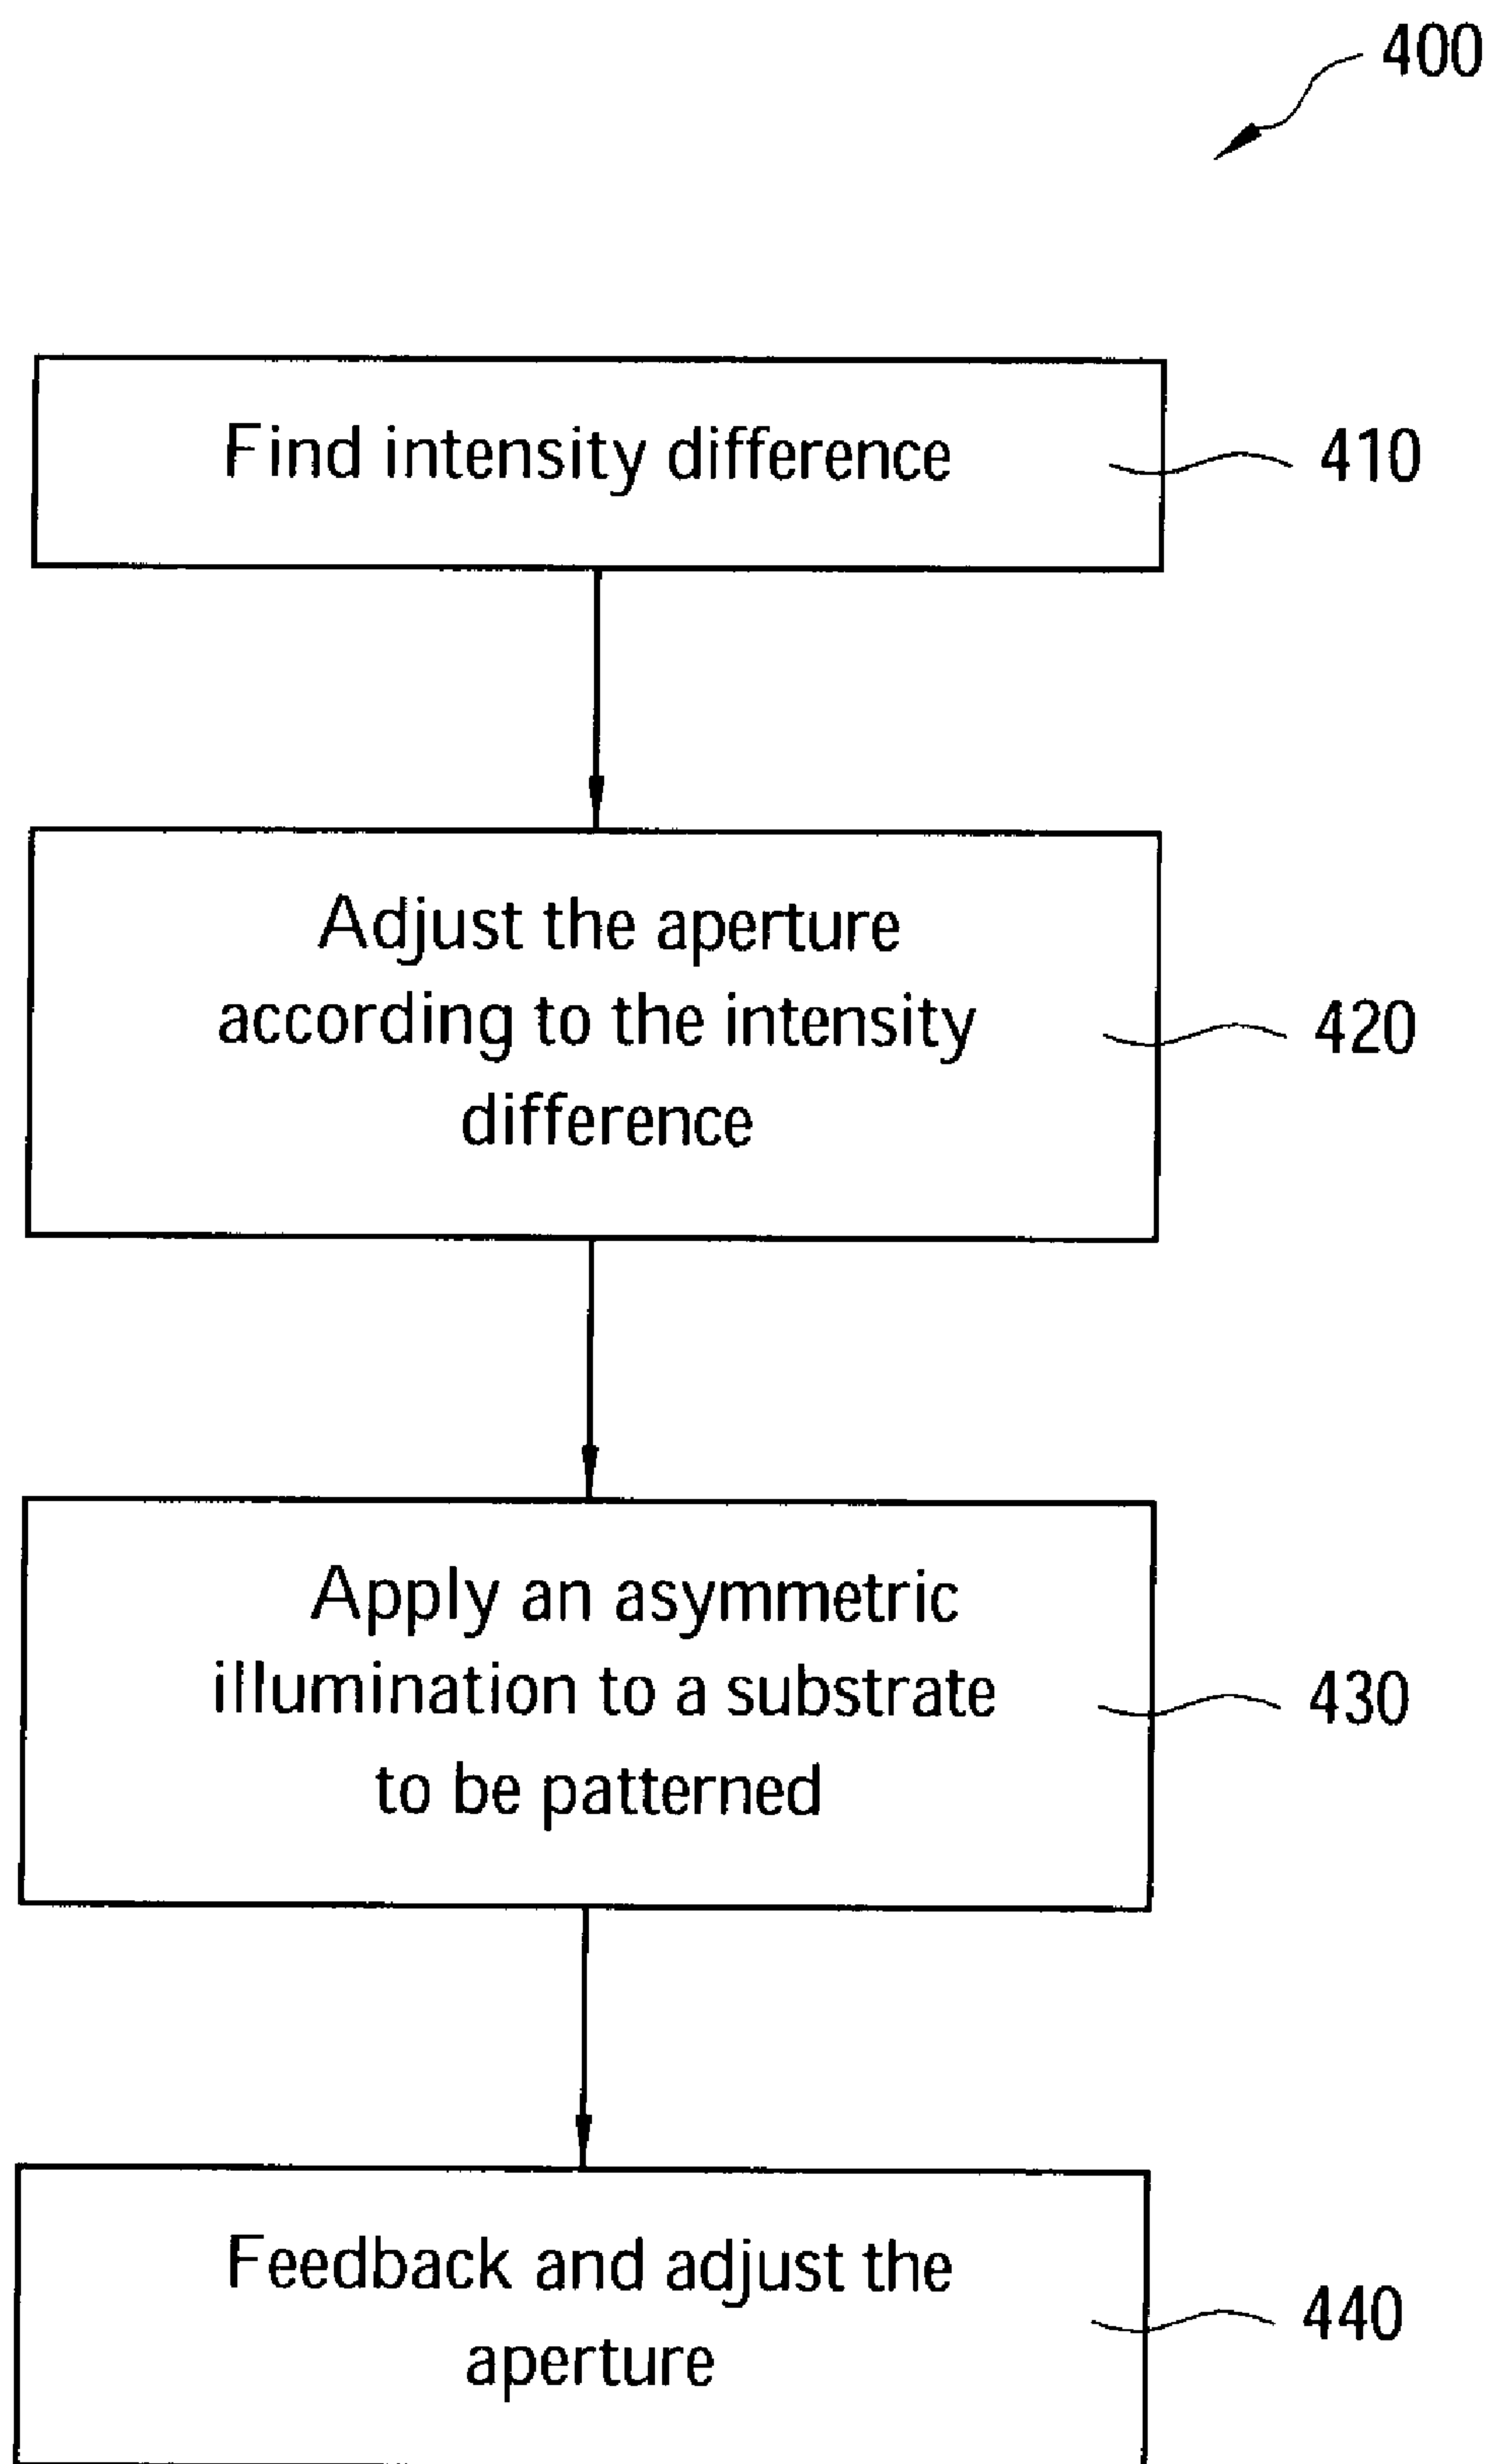 400
Find intensity difference
410
Adjust the aperture
according to the intensity
difference
420
Apply an asymmetric
illumination to a substrate
to be patterned
430
Feedback and adjust the
aperture
440